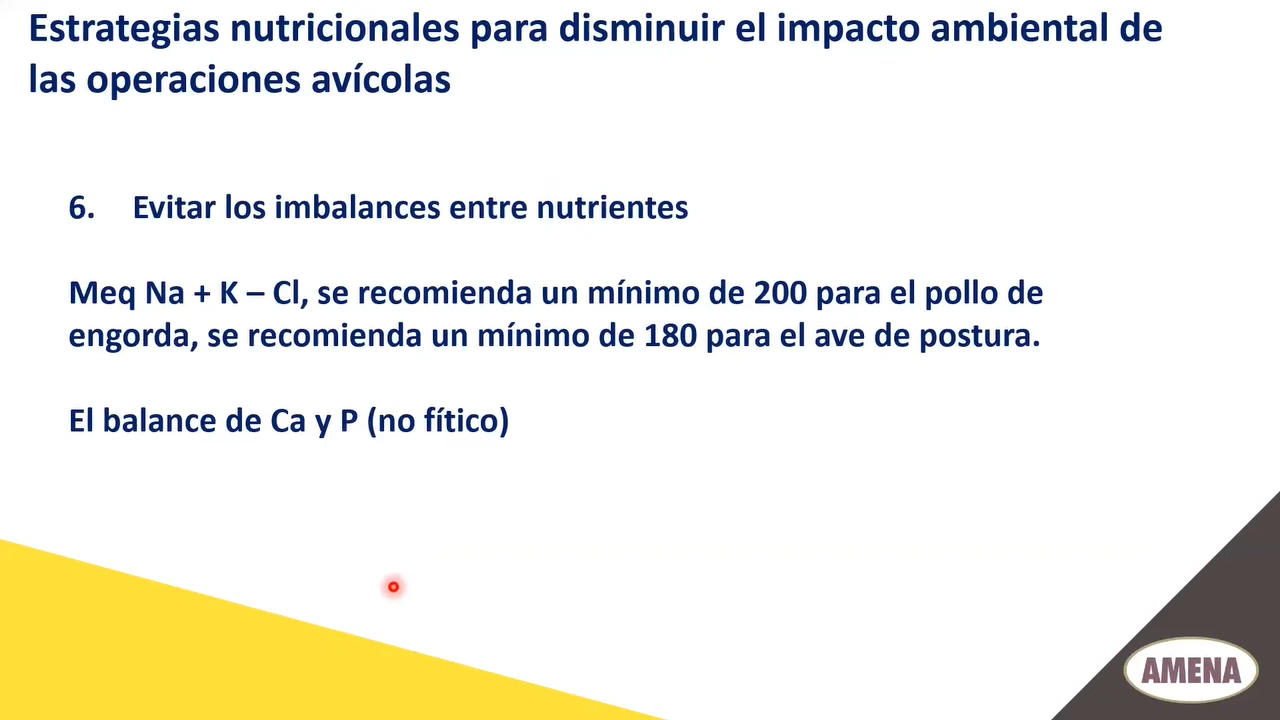 Estrategias nutricionales para disminuir el impacto ambiental de
las operaciones avícolas
6. Evitar los imbalances entre nutrientes
Meq Na + K – Cl, se recomienda un mínimo de 200 para el pollo de
engorda, se recomienda un mínimo de 180 para el ave de postura.
El balance de Ca y P (no fítico)
AMENA